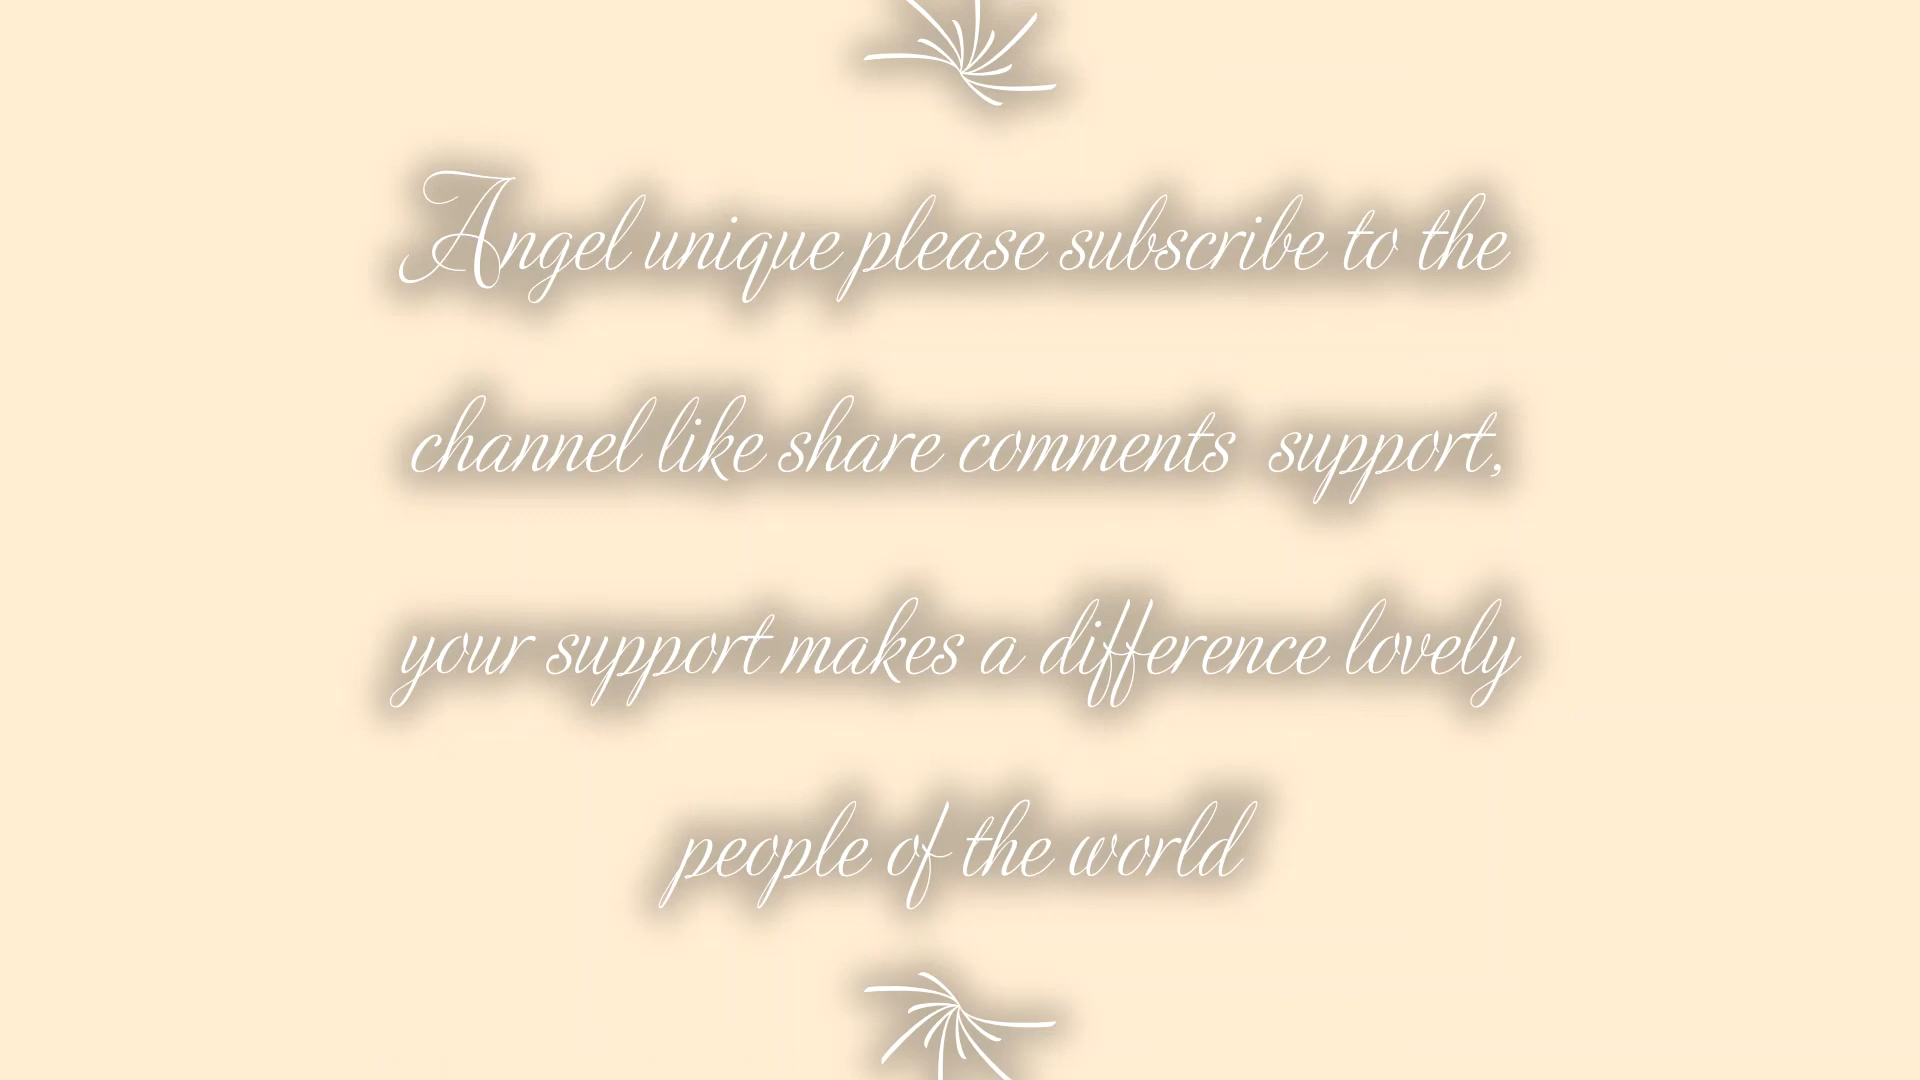 Angel unique please subscribe to the
channel like share comments  support,
your support makes a difference lovely
people of the world